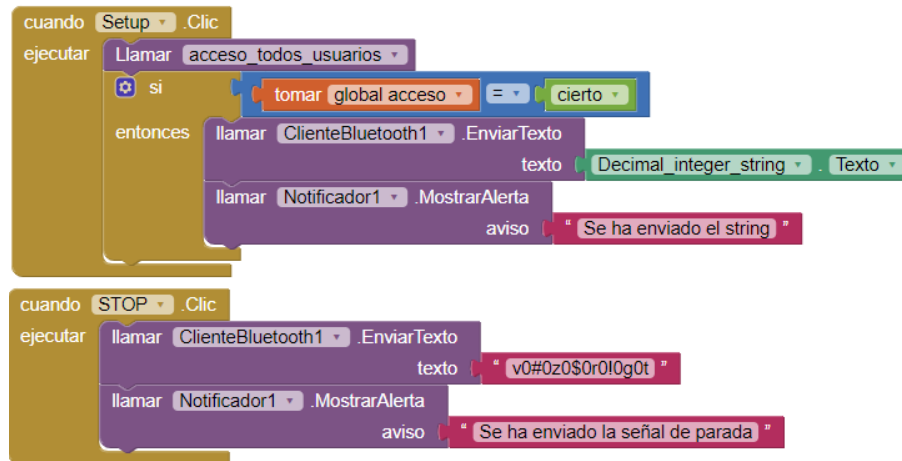 cuando Setup .Clic
ejecutar Llamar acceso_todos_usuarios
si tomar global acceso = cierto
entonces llamar ClienteBluetooth1 .EnviarTexto
texto Decimal_integer_string . Texto
llamar Notificador1 .MostrarAlerta
aviso " Se ha enviado el string "
cuando STOP .Clic
ejecutar llamar ClienteBluetooth1 .EnviarTexto
texto " v0#0z0$0r0!0g0t "
llamar Notificador1 .MostrarAlerta
aviso " Se ha enviado la señal de parada "